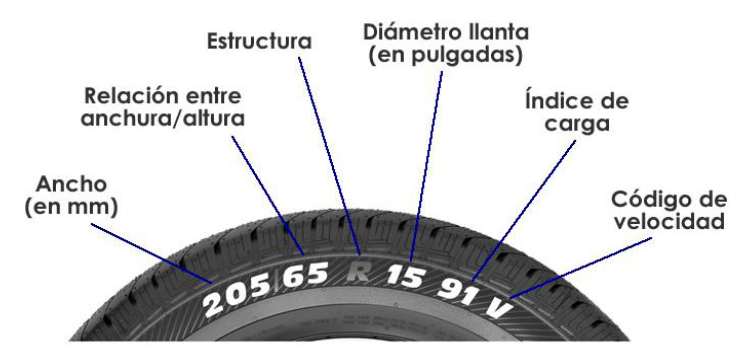 Estructura
Diámetro llanta
(en pulgadas)
Relación entre
anchura/altura
Índice de
carga
Ancho
(en mm)
Código de
velocidad
205/65 R 15 91 V